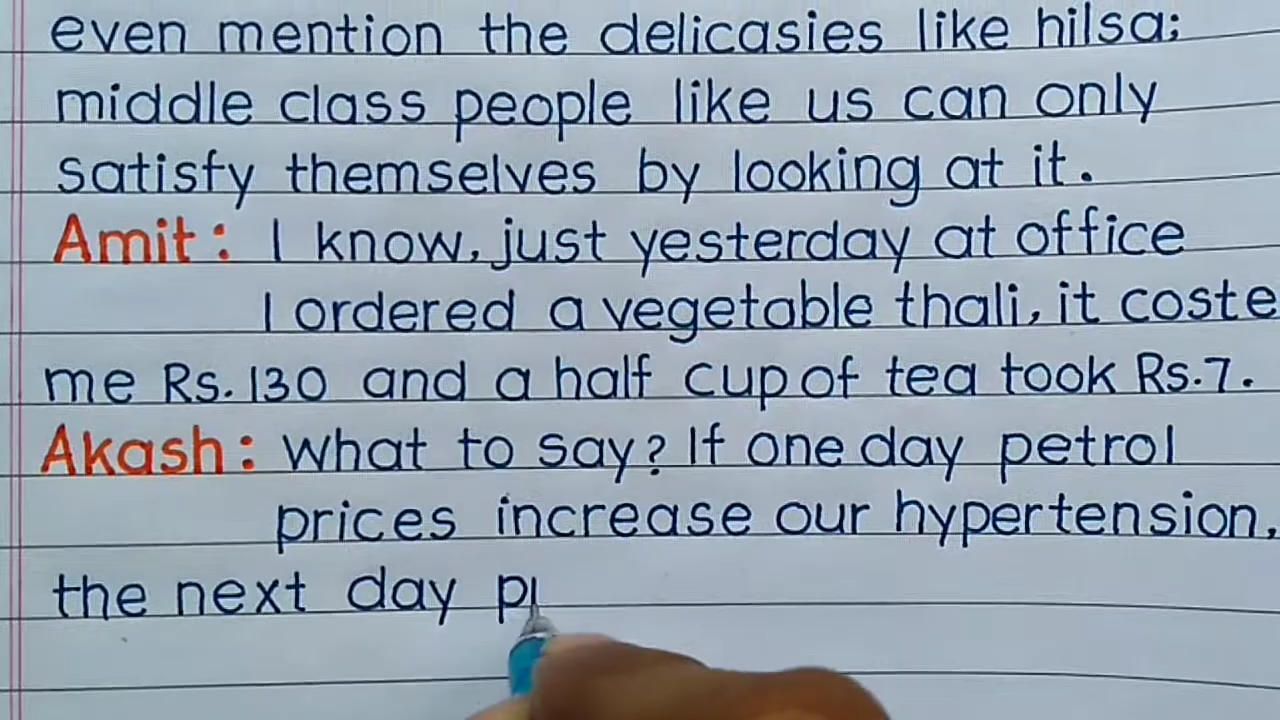 even mention the delicasies like hilsa;
middle class people like us can only
satisfy themselves by looking at it.
Amit: I know, just yesterday at office
I ordered a vegetable thali, it coste
me Rs. 130 and a half cup of tea took Rs.7.
Akash: What to say? If one day petrol
prices increase our hypertension,
the next day